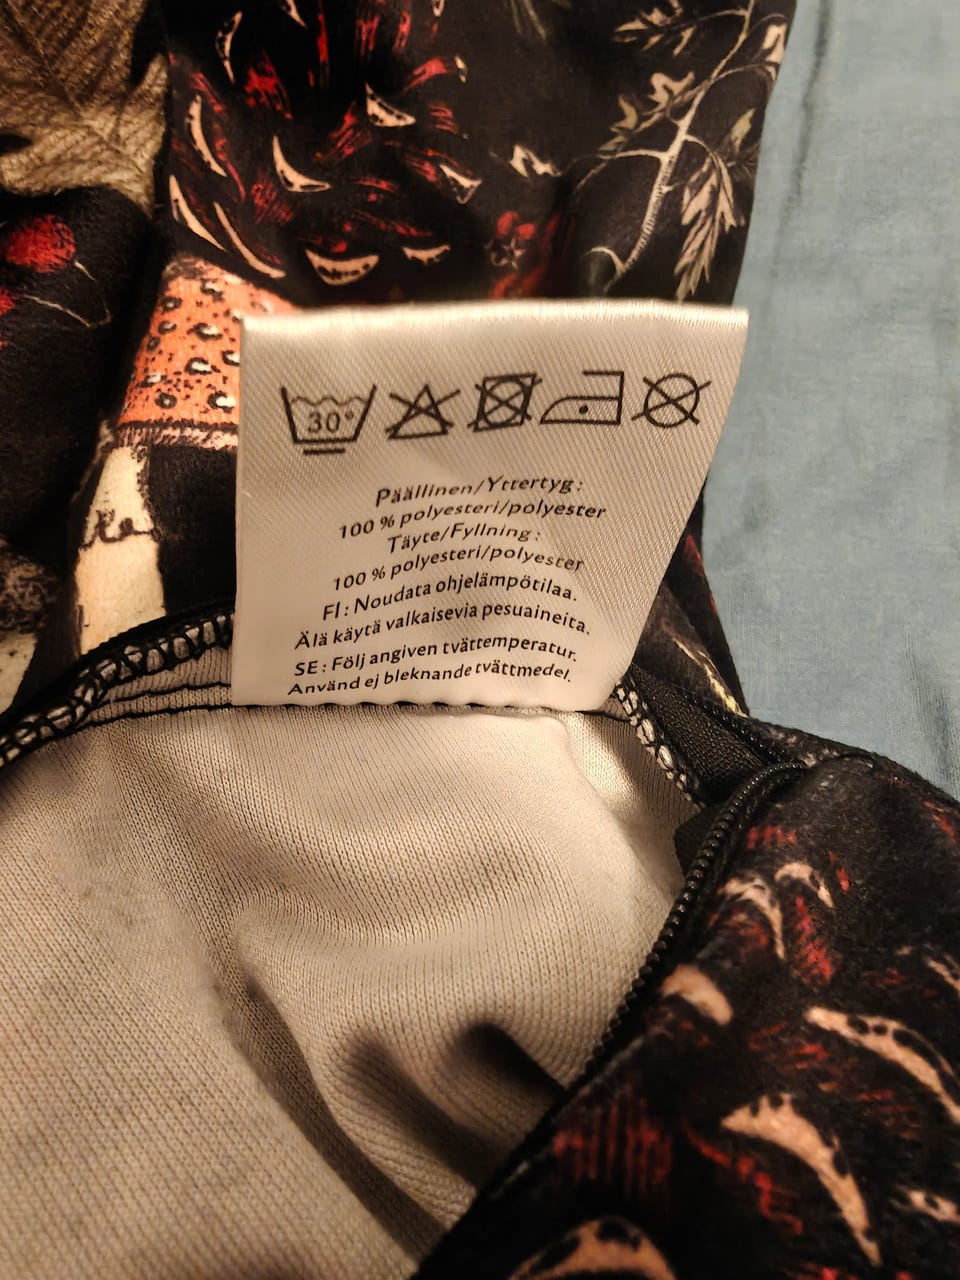 30°
Päällinen/Yttertyg:
100 % polyesteri/polyester
Täyte/Fyllning:
100 % polyesteri/polyester
FI: Noudata ohjelämpötilaa.
Älä käytä valkaisevia pesuaineita.
SE: Följ angiven tvättemperatur.
Använd ej bleknande tvättmedel.